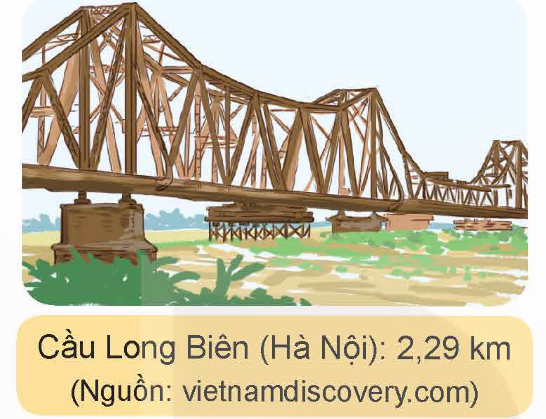 Cầu Long Biên (Hà Nội): 2,29 km
(Nguồn: vietnamdiscovery.com)